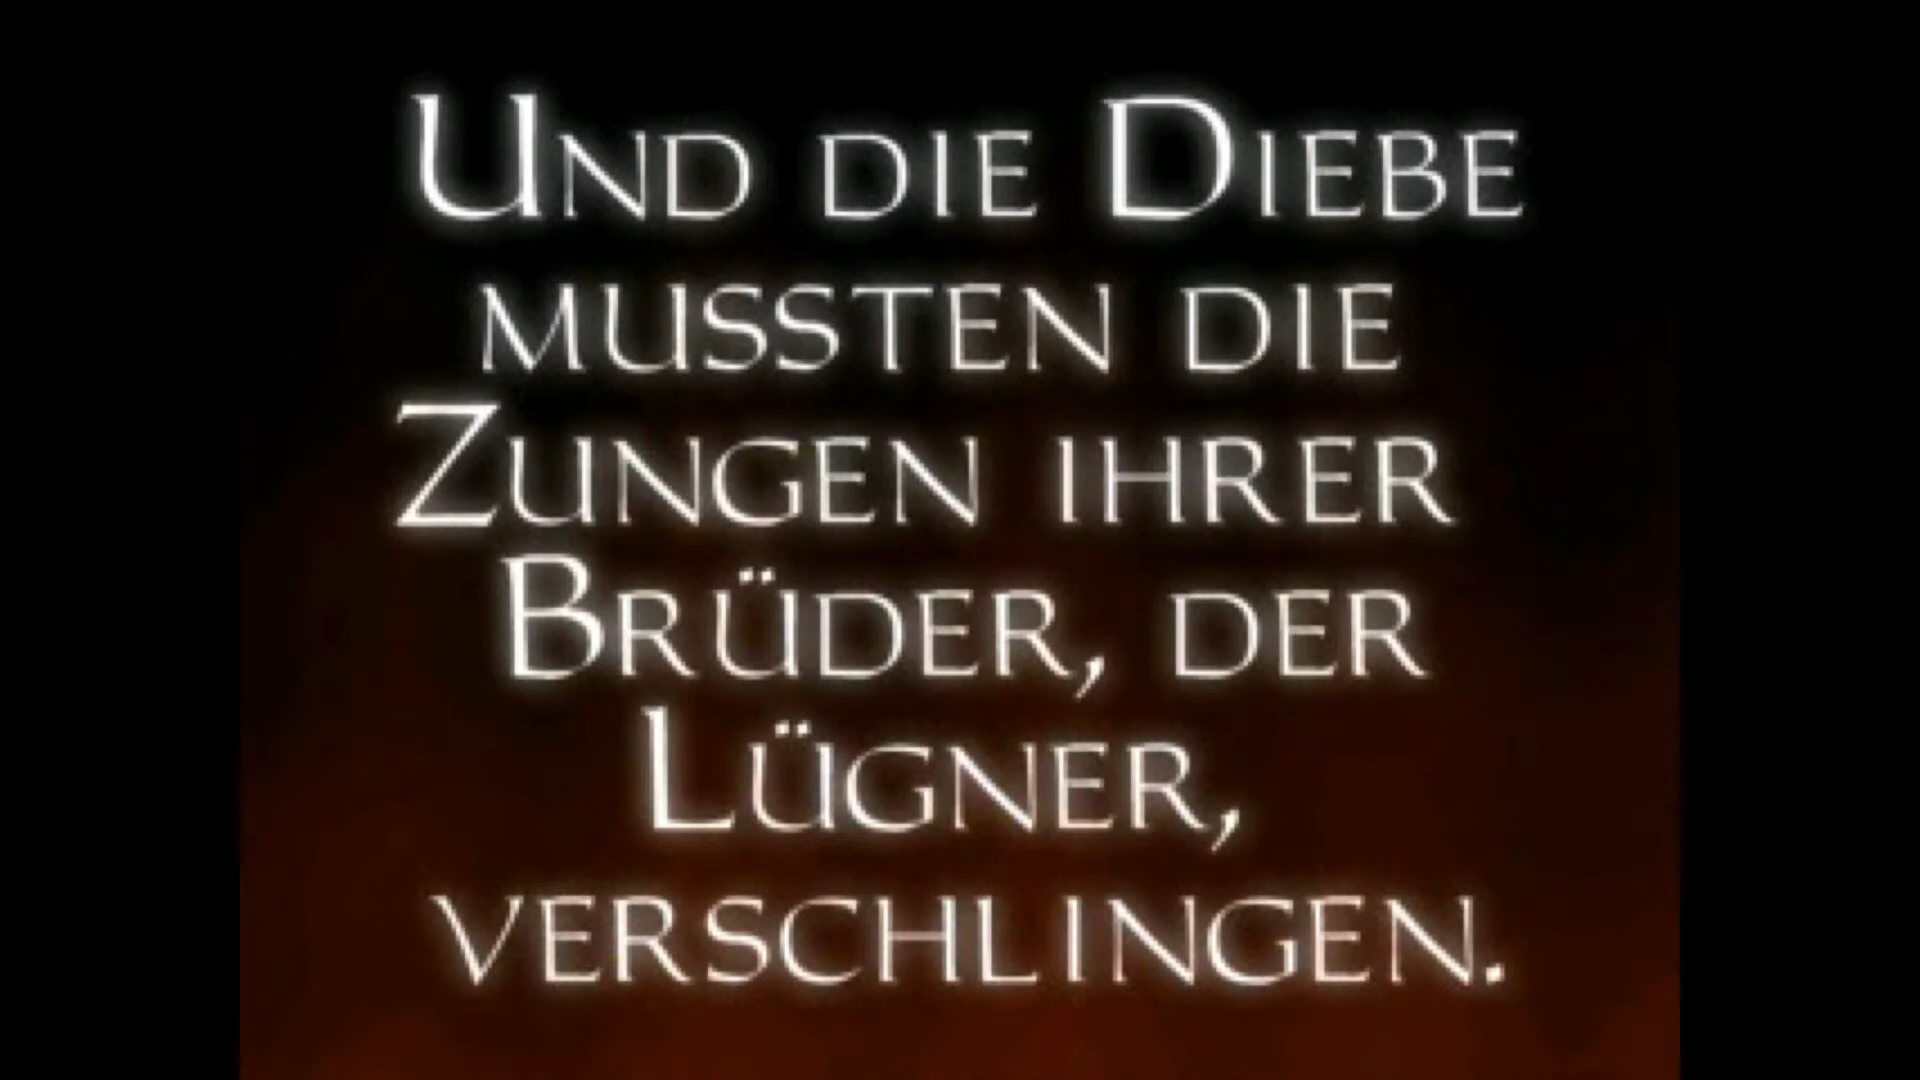 Und die Diebe
mussten die
Zungen ihrer
Brüder, der
Lügner,
verschlingen.